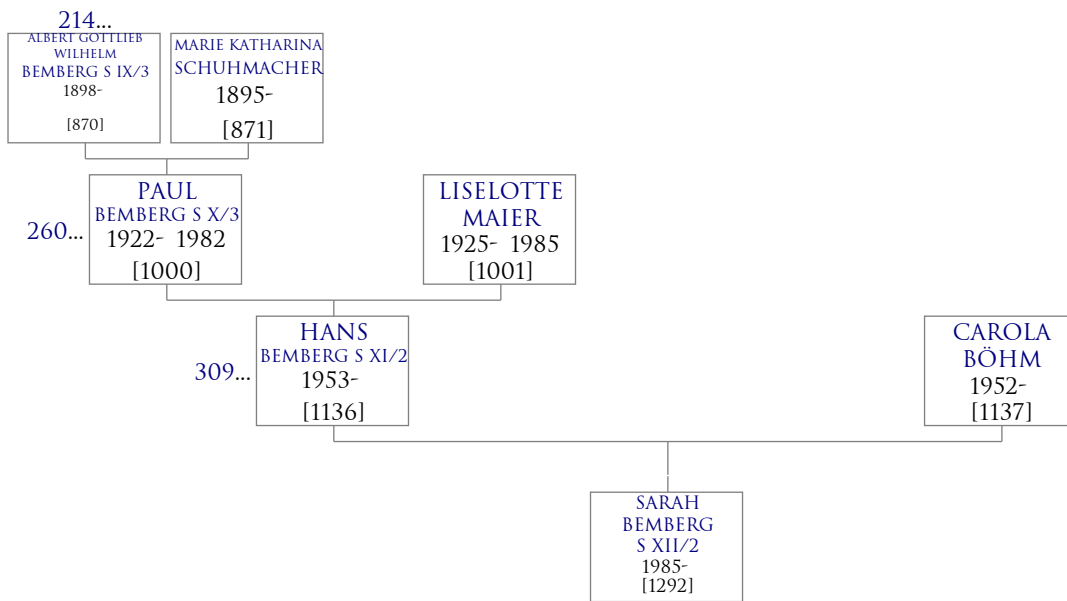 214...
ALBERT GOTTLIEB
WILHELM
BEMBERG S IX/3
1898-
[870]
MARIE KATHARINA
SCHUHMACHER
1895-
[871]
260...
PAUL
BEMBERG S X/3
1922- 1982
[1000]
LISELOTTE
MAIER
1925- 1985
[1001]
309...
HANS
BEMBERG S XI/2
1953-
[1136]
CAROLA
BÖHM
1952-
[1137]
SARAH
BEMBERG
S XII/2
1985-
[1292]